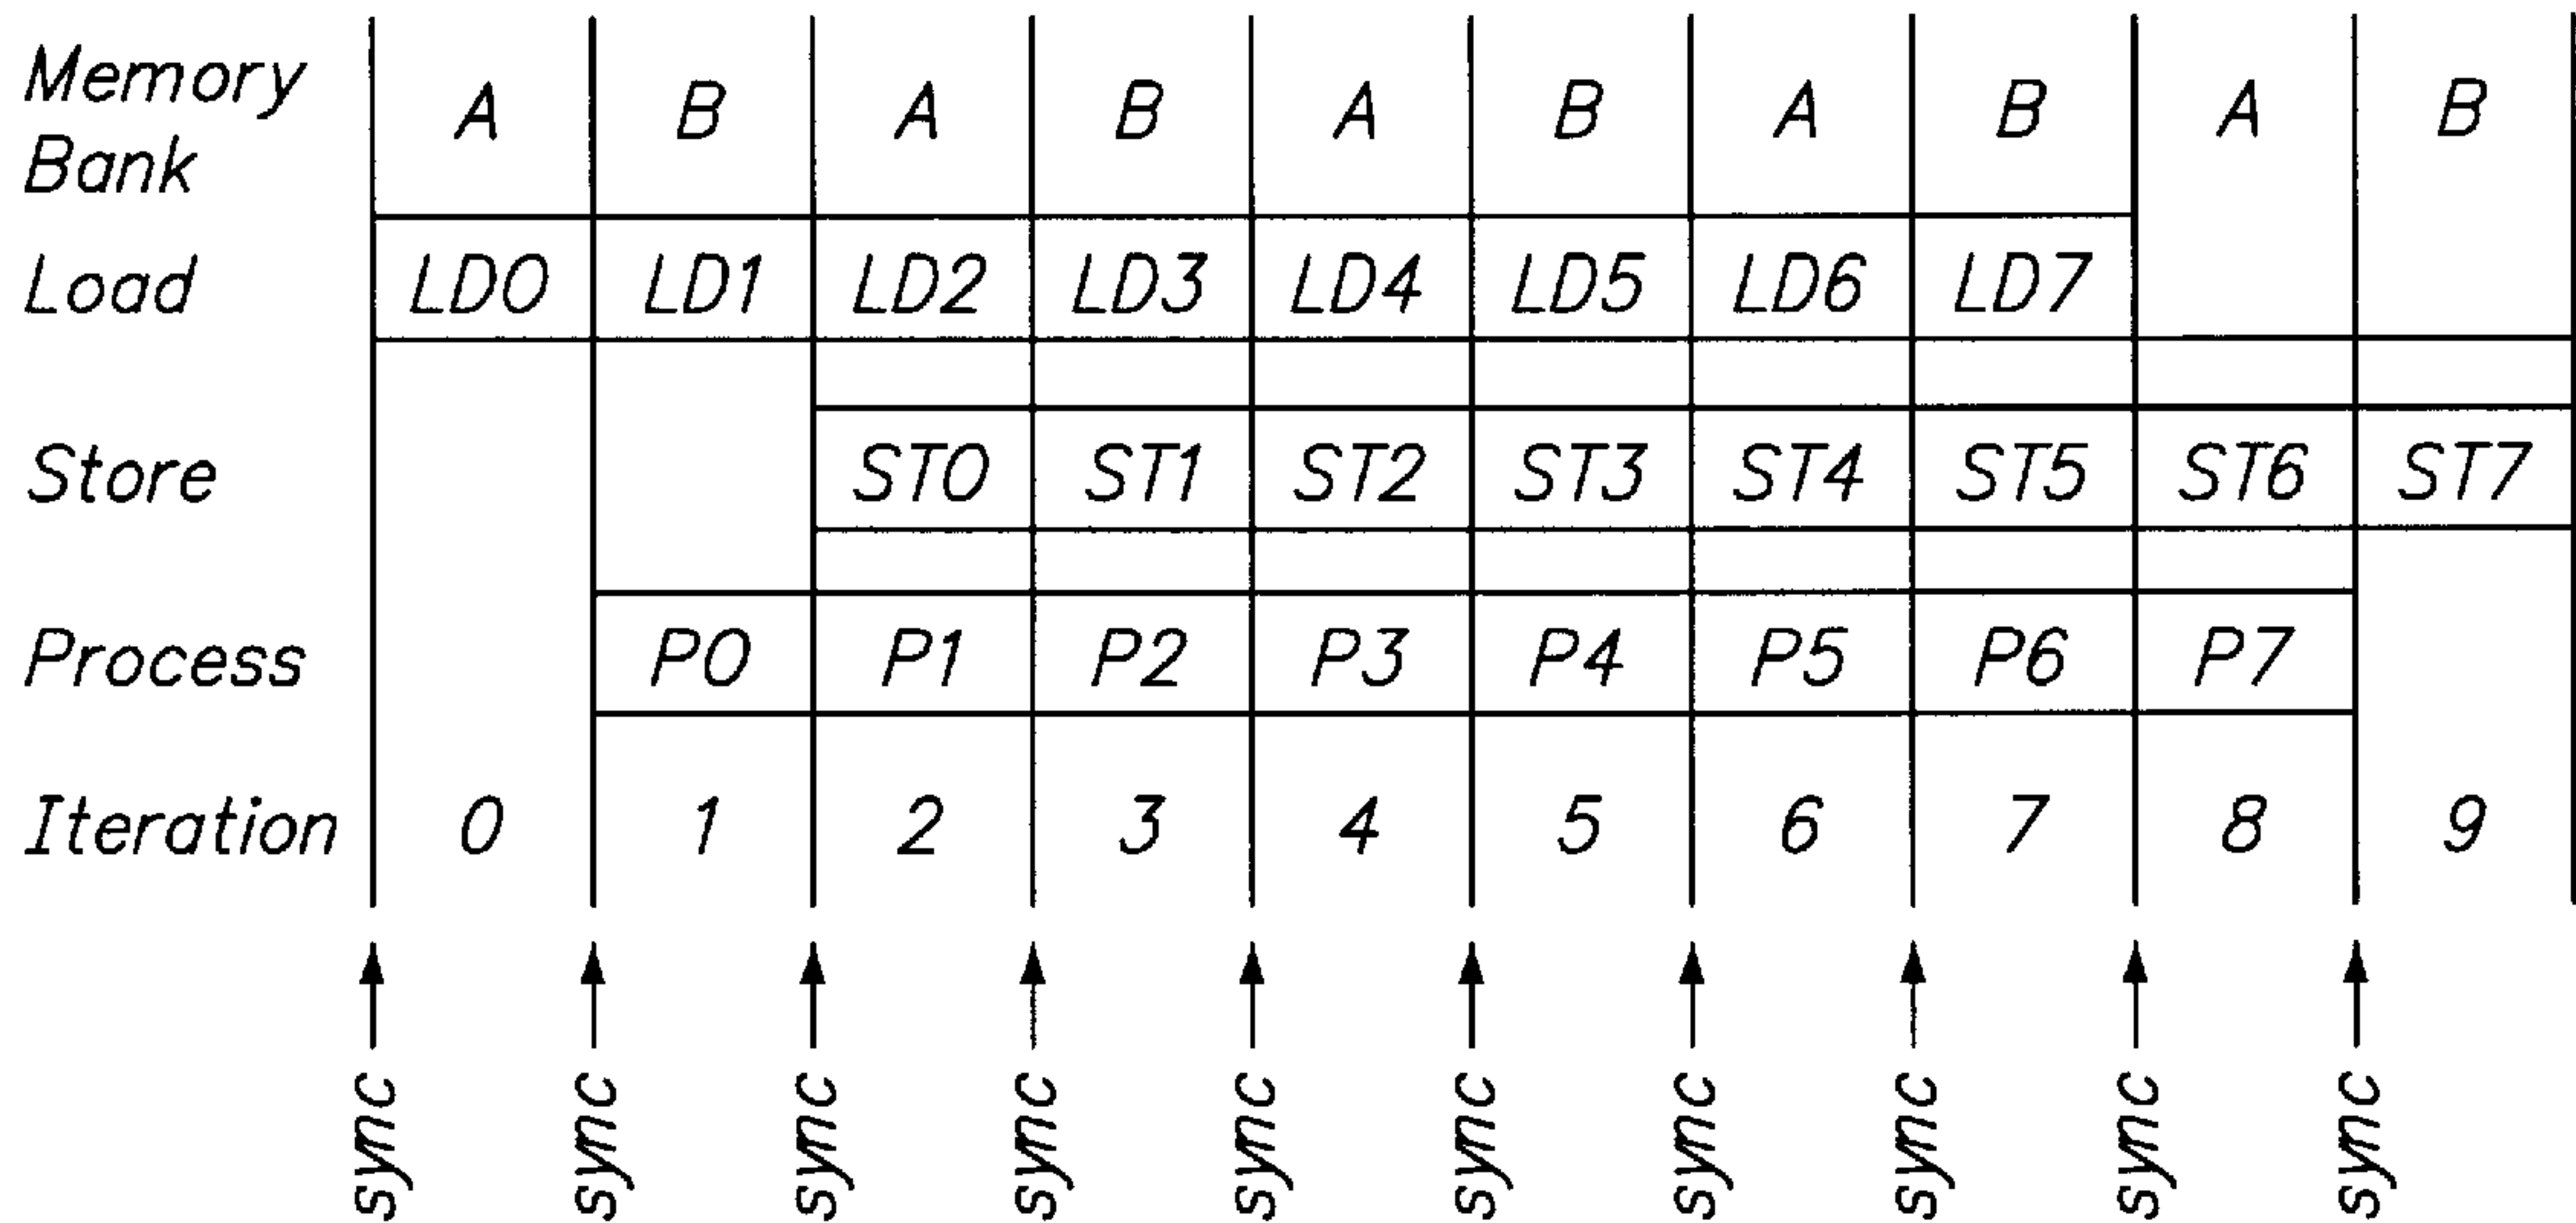 Memory Bank A B A B A B A B A B
Load LD0 LD1 LD2 LD3 LD4 LD5 LD6 LD7
Store ST0 ST1 ST2 ST3 ST4 ST5 ST6 ST7
Process P0 P1 P2 P3 P4 P5 P6 P7
Iteration 0 1 2 3 4 5 6 7 8 9
sync sync sync sync sync sync sync sync sync sync